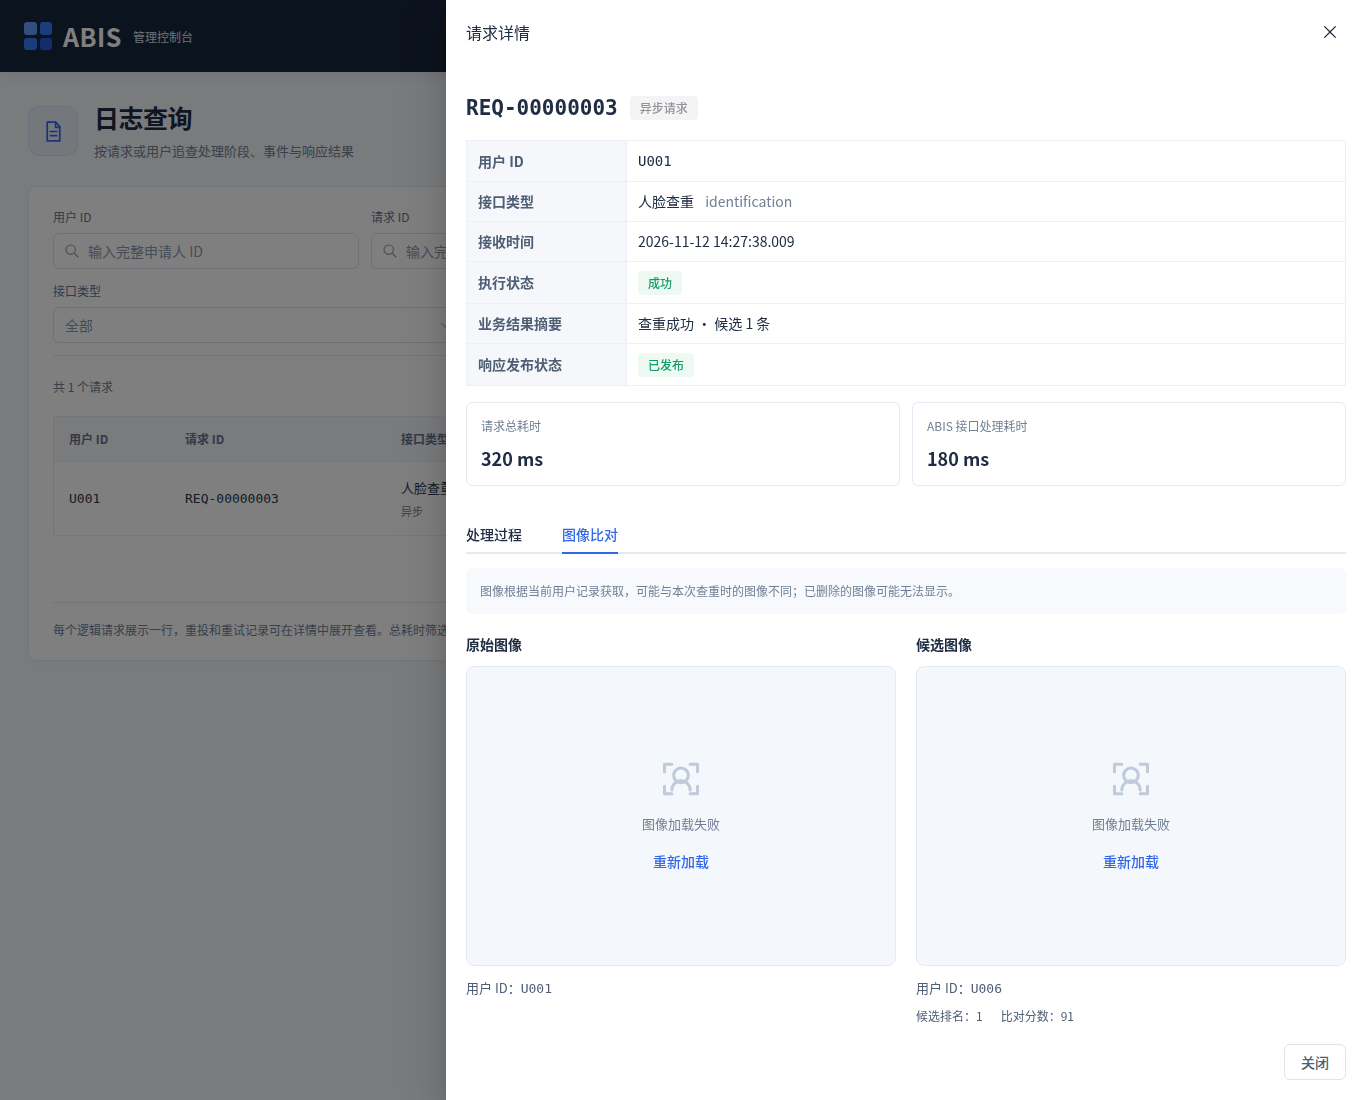 ABIS 管理控制台
日志查询
按请求或用户追查处理阶段、事件与响应结果
用户 ID
请求 ID
输入完整申请人 ID
输入完
接口类型
全部
共 1 个请求
用户 ID
请求 ID
接口类型
U001
REQ-00000003
人脸查重
异步
每个逻辑请求展示一行，重投和重试记录可在详情中展开查看。总耗时筛选
请求详情
REQ-00000003 异步请求
用户 ID U001
接口类型 人脸查重 identification
接收时间 2026-11-12 14:27:38.009
执行状态 成功
业务结果摘要 查重成功 · 候选 1 条
响应发布状态 已发布
请求总耗时
320 ms
ABIS 接口处理耗时
180 ms
处理过程 图像比对
图像根据当前用户记录获取，可能与本次查重时的图像不同；已删除的图像可能无法显示。
原始图像
图像加载失败
重新加载
用户 ID：U001
候选图像
图像加载失败
重新加载
用户 ID：U006
候选排名：1 比对分数：91
关闭